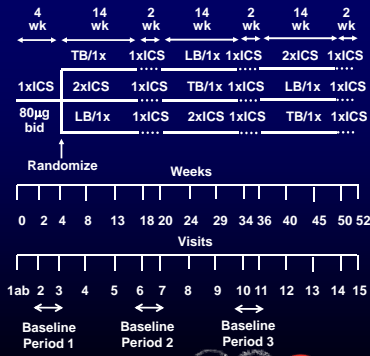 4 14 2 14 2 14 2
wk wk wk wk wk wk wk
TB/1x 1xICS LB/1x 1xICS 2xICS 1xICS
1xICS 2xICS 1xICS TB/1x 1xICS LB/1x 1xICS
80µg
bid LB/1x 1xICS 2xICS 1xICS TB/1x 1xICS
Randomize
Weeks
0 2 4 8 13 18 20 24 29 34 36 40 45 50 52
Visits
1ab 2 3 4 5 6 7 8 9 10 11 12 13 14 15
Baseline Baseline Baseline
Period 1 Period 2 Period 3